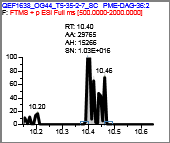 QEF1638_OG44_T5-35-2-7_SC PME-DAG-36:2
F: FTMS + p ESI Full ms [500.0000-2000.0000]
RT: 10.40
AA: 29765
AH: 15266
SN: 1.03E+016
100
80
60
40
20
0
10.20
10.46
10.2 10.3 10.4 10.5 10.6